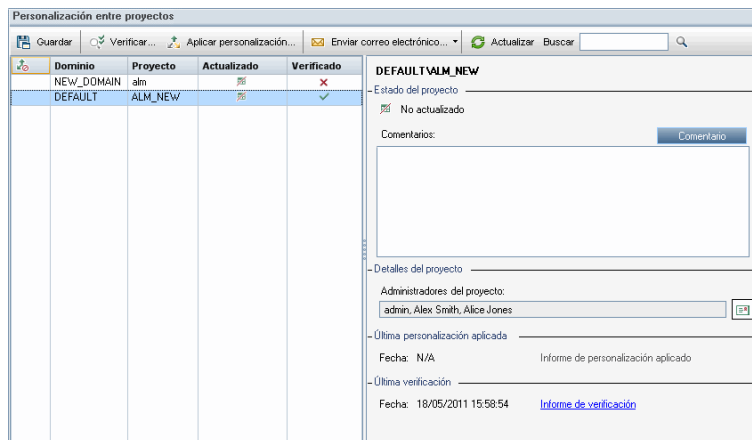 Personalización entre proyectos
Guardar Verificar... Aplicar personalización... Enviar correo electrónico... Actualizar Buscar
Dominio Proyecto Actualizado Verificado
NEW_DOMAIN alm
DEFAULT ALM_NEW
DEFAULT\ALM_NEW
Estado del proyecto
No actualizado
Comentarios:
Comentario
Detalles del proyecto
Administradores del proyecto:
admin, Alex Smith, Alice Jones
Última personalización aplicada
Fecha: N/A Informe de personalización aplicado
Última verificación
Fecha: 18/05/2011 15:58:54 Informe de verificación